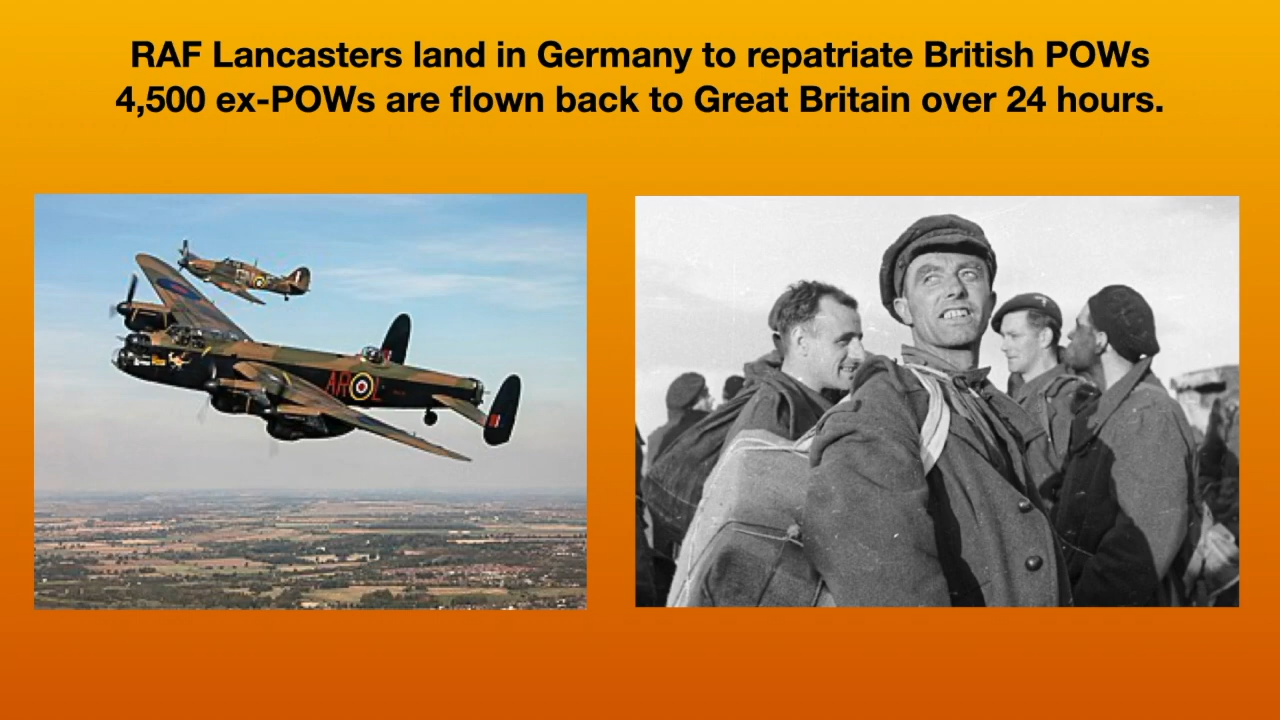 RAF Lancasters land in Germany to repatriate British POWs
4,500 ex-POWs are flown back to Great Britain over 24 hours.
AR L